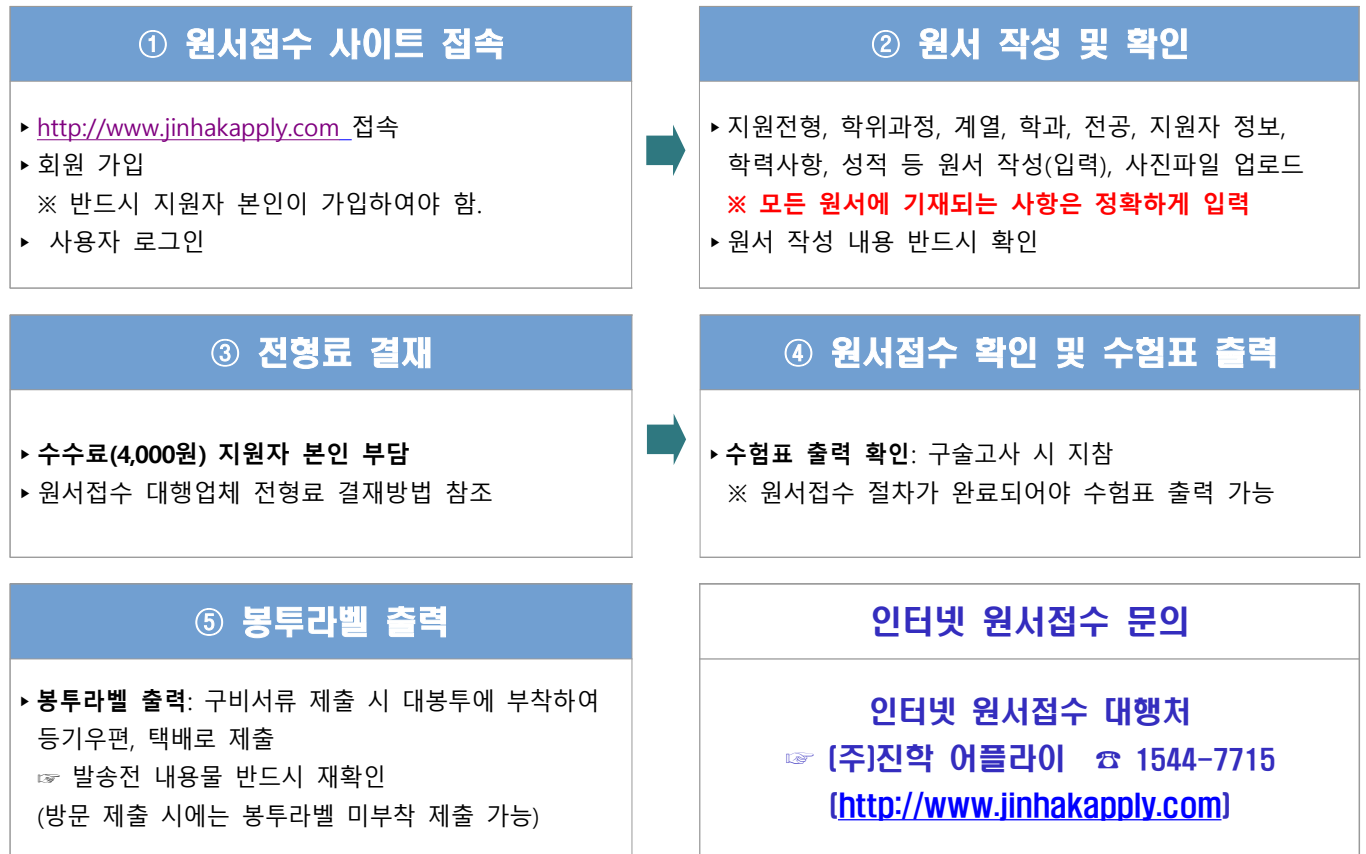 ① 원서접수 사이트 접속
▸ http://www.jinhakapply.com 접속
▸ 회원 가입
※ 반드시 지원자 본인이 가입하여야 함.
▸ 사용자 로그인
② 원서 작성 및 확인
▸ 지원전형, 학위과정, 계열, 학과, 전공, 지원자 정보,
학력사항, 성적 등 원서 작성(입력), 사진파일 업로드
※ 모든 원서에 기재되는 사항은 정확하게 입력
▸ 원서 작성 내용 반드시 확인
③ 전형료 결재
▸ 수수료(4,000원) 지원자 본인 부담
▸ 원서접수 대행업체 전형료 결재방법 참조
④ 원서접수 확인 및 수험표 출력
▸ 수험표 출력 확인: 구술고사 시 지참
※ 원서접수 절차가 완료되어야 수험표 출력 가능
⑤ 봉투라벨 출력
▸ 봉투라벨 출력: 구비서류 제출 시 대봉투에 부착하여
등기우편, 택배로 제출
☞ 발송전 내용물 반드시 재확인
(방문 제출 시에는 봉투라벨 미부착 제출 가능)
인터넷 원서접수 문의
인터넷 원서접수 대행처
☞ (주)진학 어플라이 ☎ 1544-7715
(http://www.jinhakapply.com)